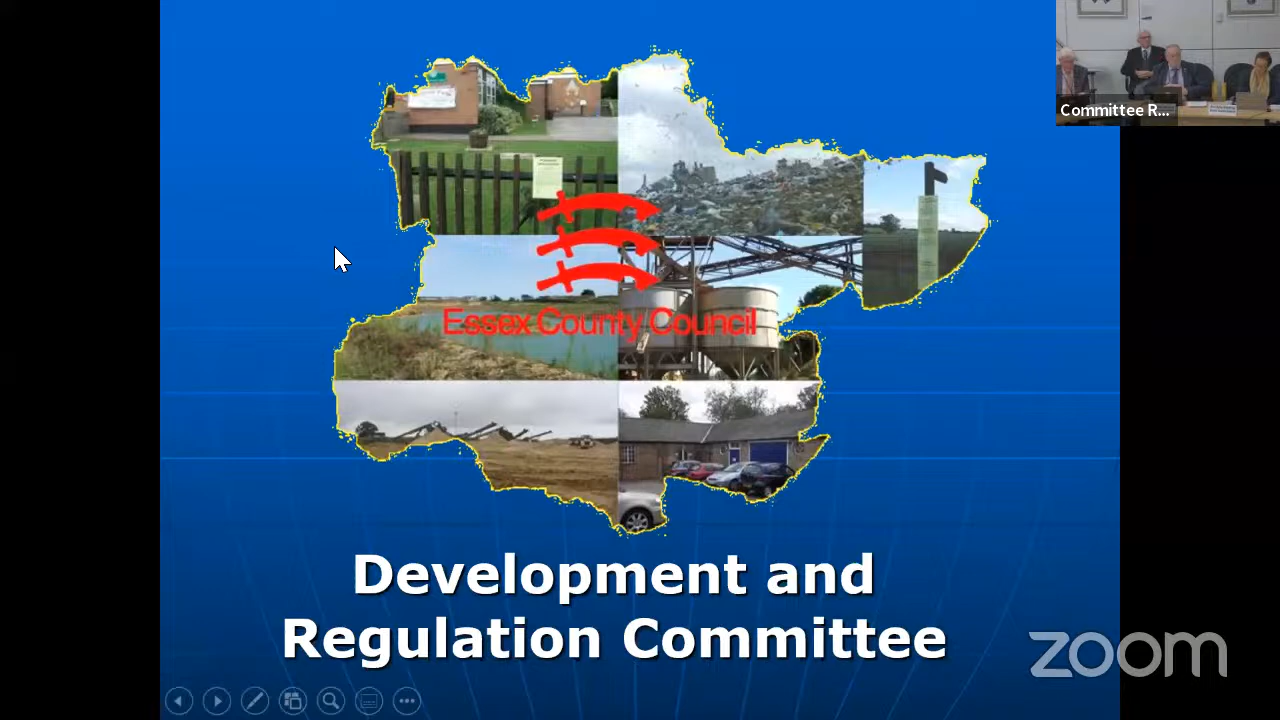 Committee R...
Essex County Council
Development and
Regulation Committee
zoom